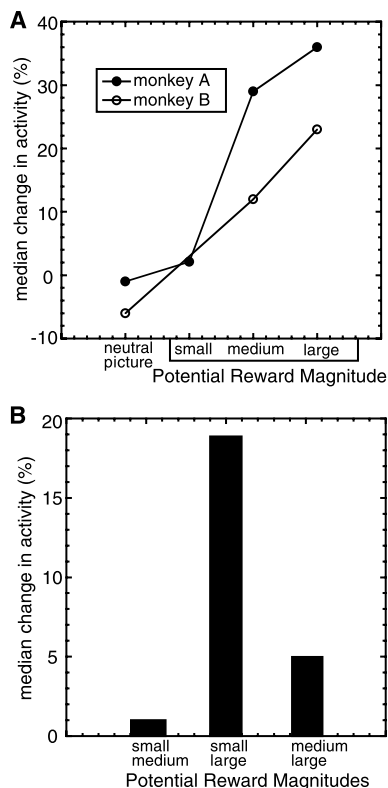 A
40
30
20
10
0
-10
median change in activity (%)
monkey A
monkey B
neutral
picture
small
medium
large
Potential Reward Magnitude
B
20
15
10
5
0
median change in activity (%)
small
medium
small
large
medium
large
Potential Reward Magnitudes